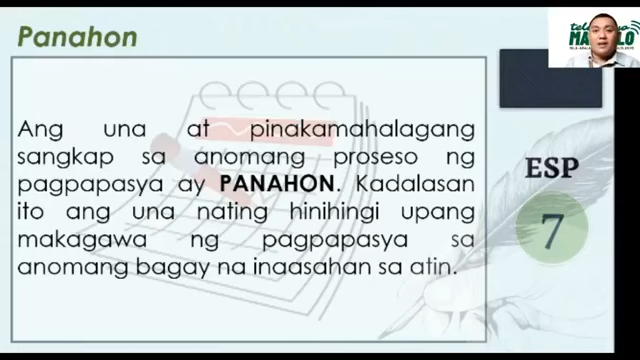 Panahon
Ang una at pinakamahalagang
sangkap sa anomang proseso ng
pagpapasya ay PANAHON. Kadalasan
ito ang una nating hinihingi upang
makagawa ng pagpapasya sa
anomang bagay na inaasahan sa atin.
ESP
7